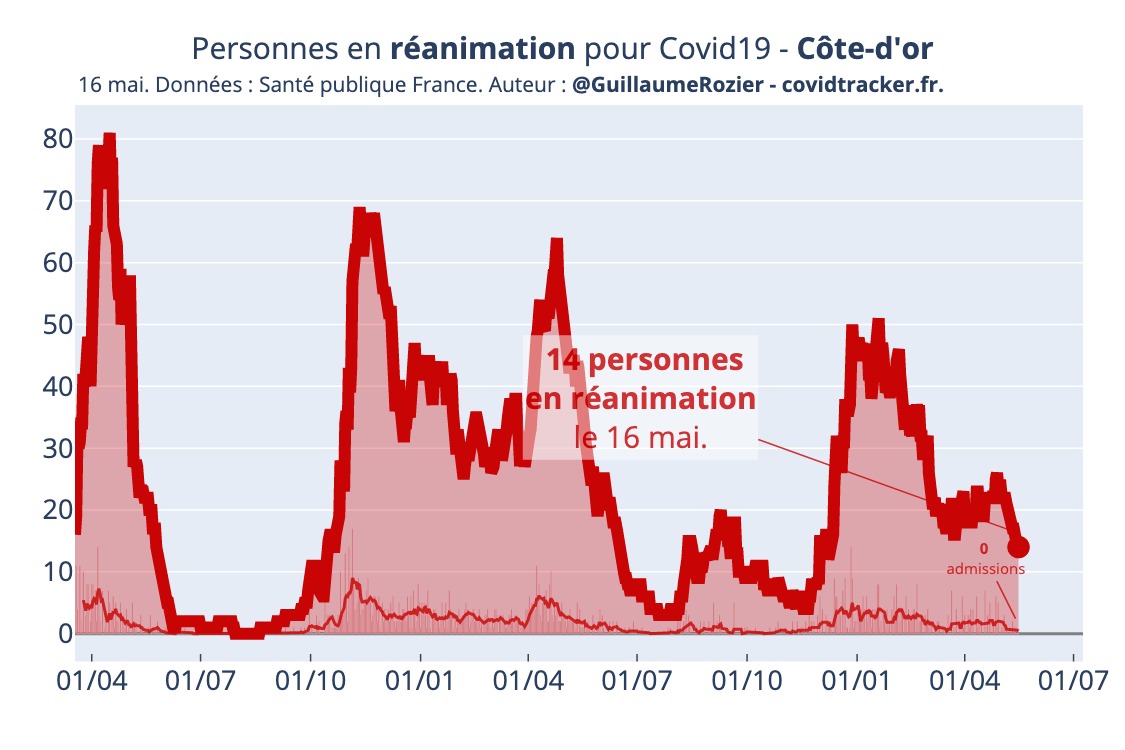 Personnes en réanimation pour Covid19 - Côte-d'or
16 mai. Données : Santé publique France. Auteur : @GuillaumeRozier - covidtracker.fr.
80
70
60
50
40
30
20
10
0
14 personnes
en réanimation
le 16 mai.
0
admissions
01/04 01/07 01/10 01/01 01/04 01/07 01/10 01/01 01/04 01/07